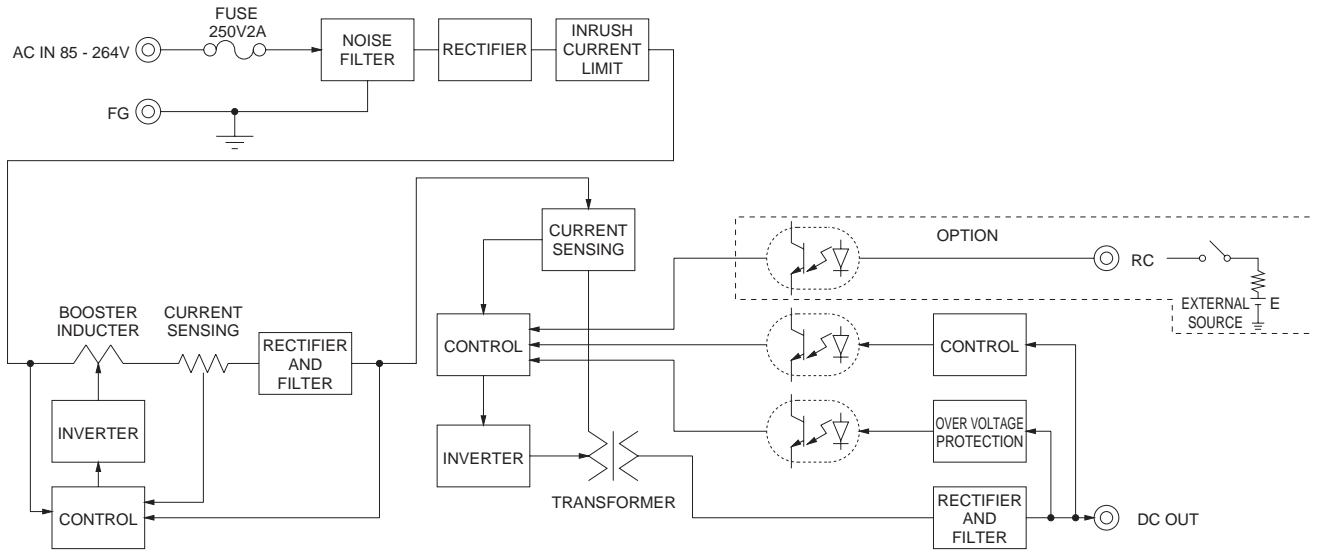 FUSE
250V2A
AC IN 85 - 264V
NOISE
FILTER
RECTIFIER
INRUSH
CURRENT
LIMIT
FG
CURRENT
SENSING
OPTION
RC
EXTERNAL
SOURCE
E
BOOSTER
INDUCTER
CURRENT
SENSING
RECTIFIER
AND
FILTER
CONTROL
CONTROL
INVERTER
INVERTER
OVER VOLTAGE
PROTECTION
TRANSFORMER
CONTROL
RECTIFIER
AND
FILTER
DC OUT